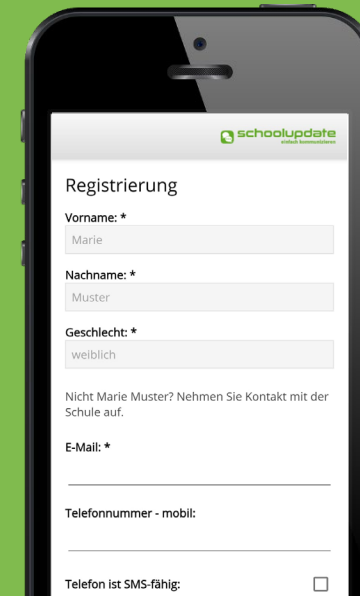 schoolupdate
einfach kommunizieren
Registrierung
Vorname: *
Marie
Nachname: *
Muster
Geschlecht: *
weiblich
Nicht Marie Muster? Nehmen Sie Kontakt mit der
Schule auf.
E-Mail: *
Telefonnummer - mobil:
Telefon ist SMS-fähig: